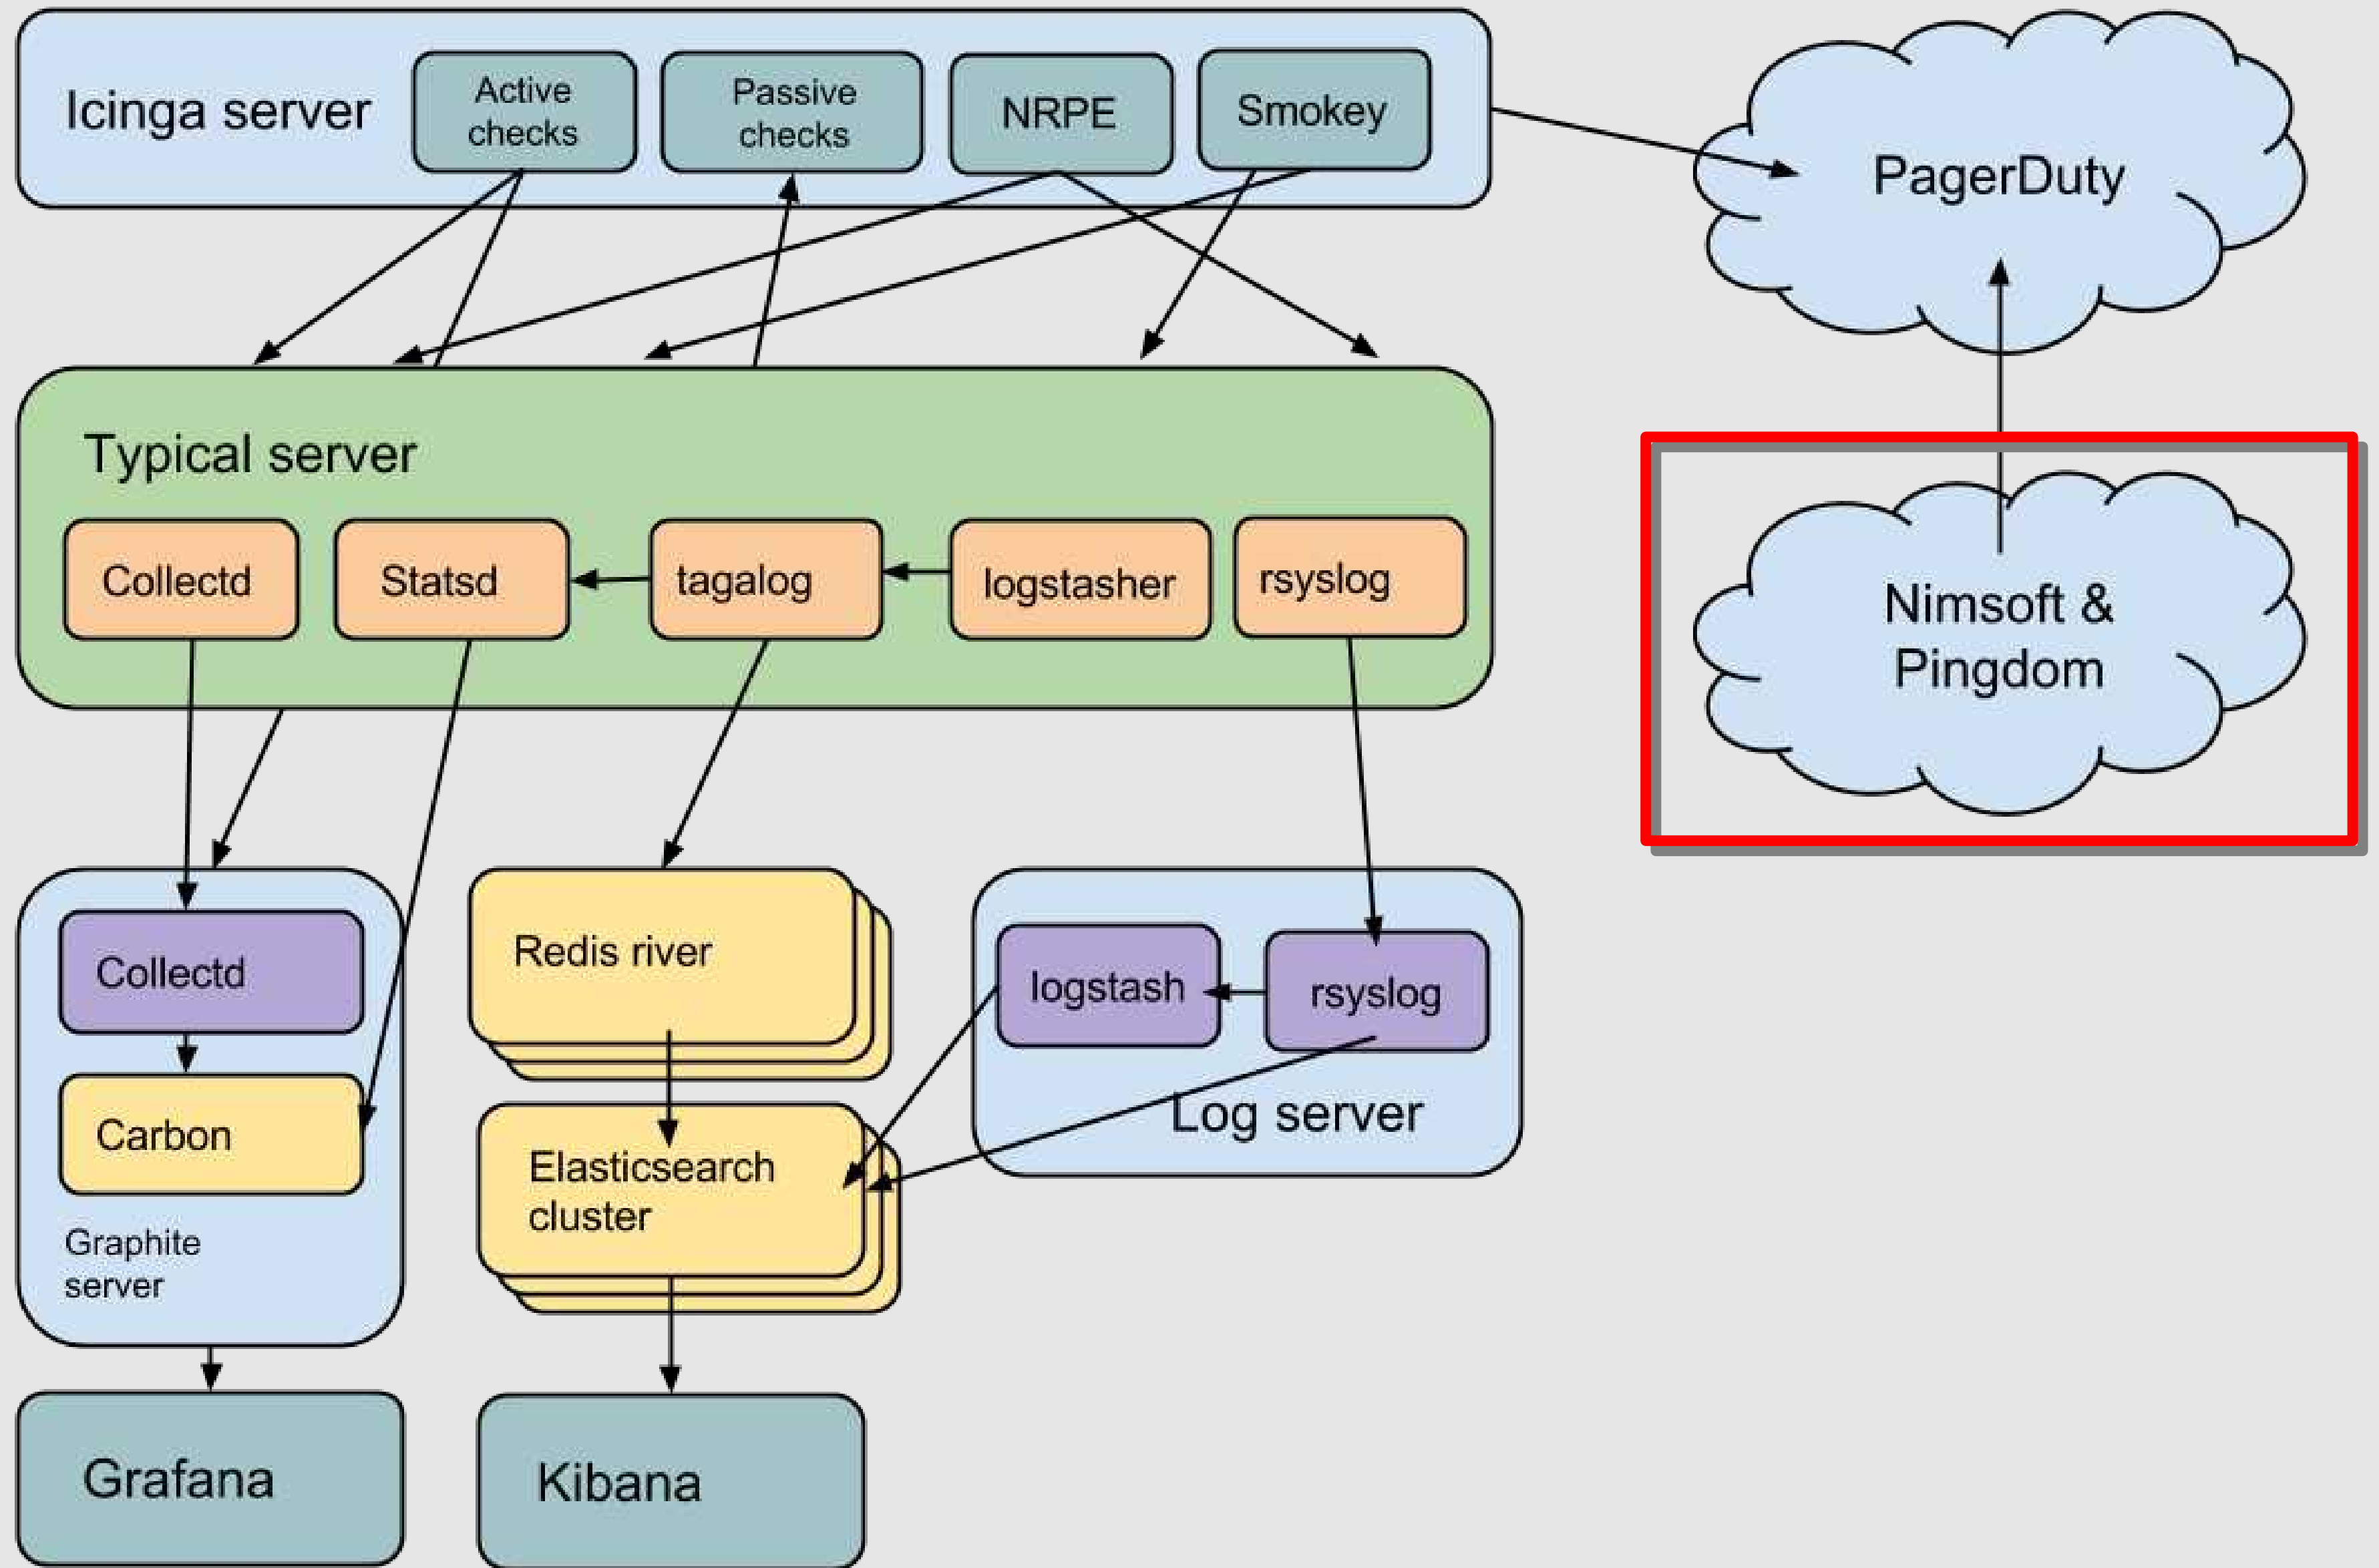 Icinga server
Active
checks
Passive
checks
NRPE
Smokey
PagerDuty
Typical server
Collectd
Statsd
tagalog
logstasher
rsyslog
Nimsoft &
Pingdom
Collectd
Carbon
Graphite
server
Redis river
Elasticsearch
cluster
logstash
rsyslog
Log server
Grafana
Kibana